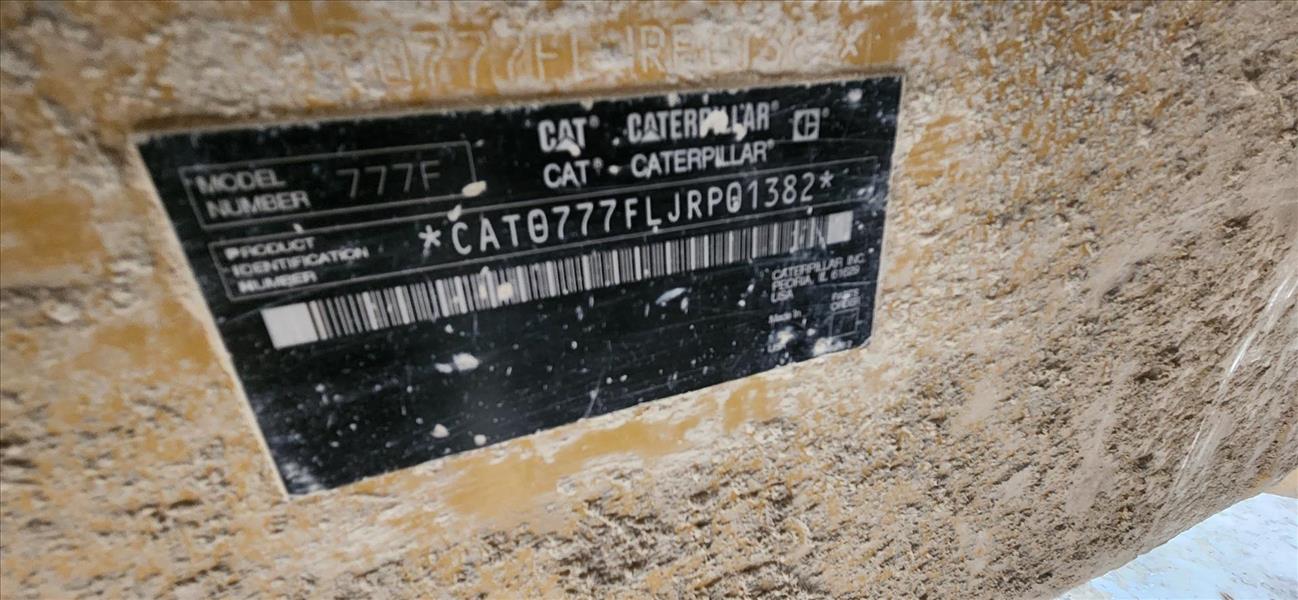 CAT® CATERPILLAR®
CAT® • CATERPILLAR®
MODEL NUMBER 777F
PRODUCT IDENTIFICATION NUMBER *CAT0777FLJRP01382*
CATERPILLAR INC.
PEORIA, IL 61629
USA
Made in